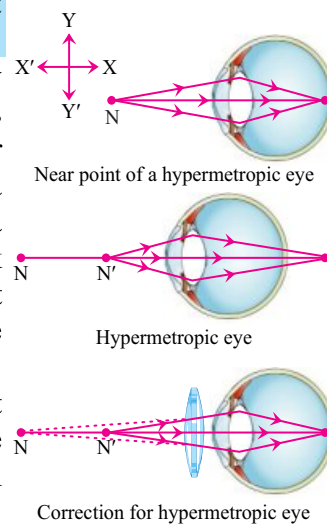 Y
X′ X
Y′
N
Near point of a hypermetropic eye
N N′
Hypermetropic eye
N N′
Correction for hypermetropic eye